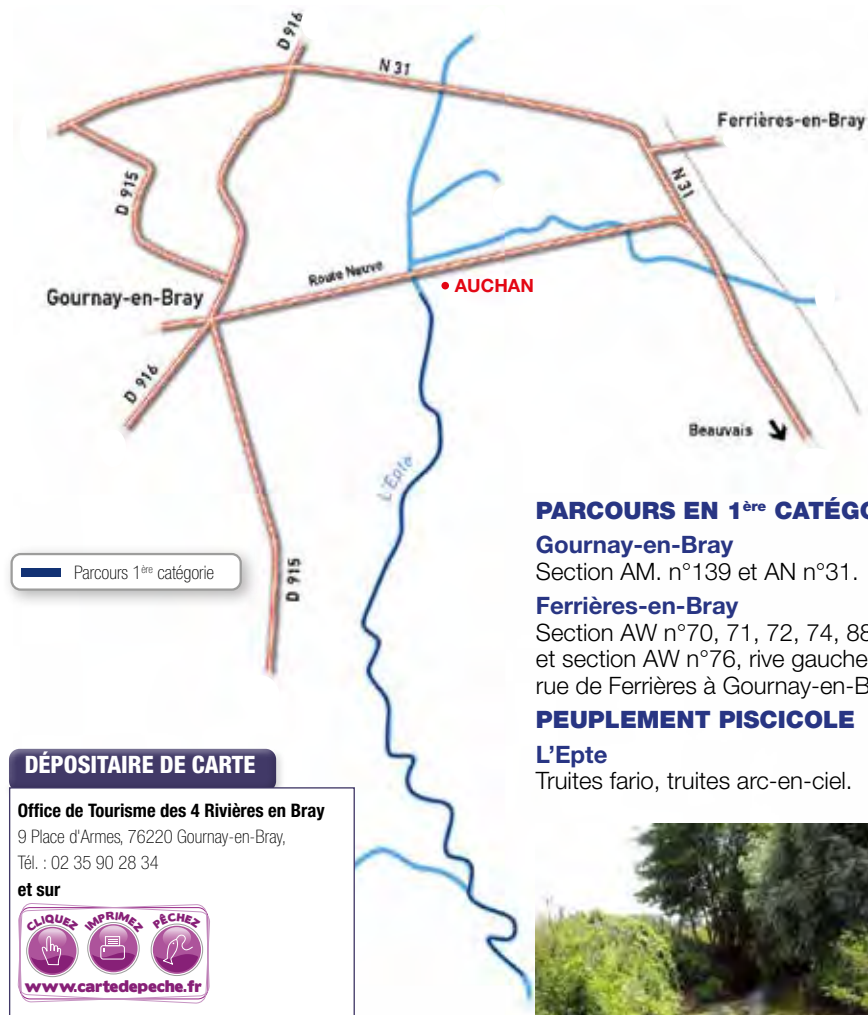 D 916
N 31
Ferrières-en-Bray
D 915
N 31
Route Neuve
Gournay-en-Bray
• AUCHAN
D 916
Beauvais
L'Epte
D 915
Parcours 1ère catégorie
PARCOURS EN 1ère
Gournay-en-Bray
Section AM. n°139 et AN n°31.
Ferrières-en-Bray
Section AW n°70, 71, 72, 74, 88
et section AW n°76, rive gauche
rue de Ferrières à
PEUPLEMENT PISCICOLE
L'Epte
Truites fario, truites arc-en-ciel.
DÉPOSITAIRE DE CARTE
Office de Tourisme des 4 Rivières en Bray
9 Place d'Armes, 76220 Gournay-en-Bray,
Tél. : 02 35 90 28 34
et sur
CLIQUEZ IMPRIMEZ PÊCHEZ
www.cartedepeche.fr